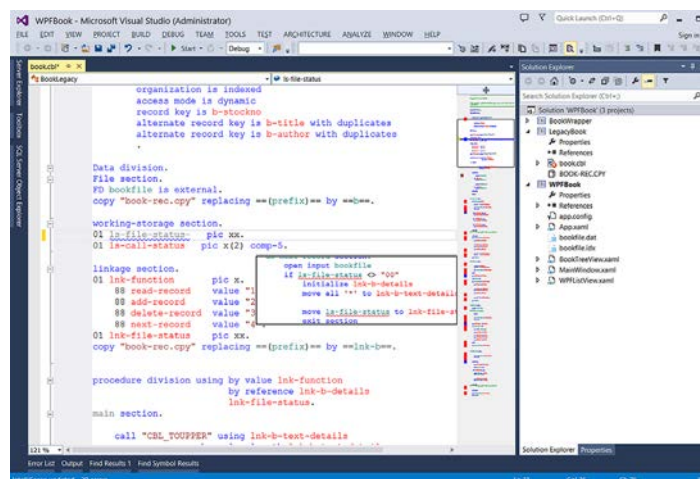 WPFBook - Microsoft Visual Studio (Administrator)
Quick Launch (Ctrl+Q)
FILE EDIT VIEW PROJECT BUILD DEBUG TEAM TOOLS TEST ARCHITECTURE ANALYZE WINDOW HELP
Sign in
Start
Debug
book.cbl*
BookLegacy
ls-file-status
Server Explorer
Toolbox
SQL Server Object Explorer
organization is indexed
access mode is dynamic
record key is b-stockno
alternate record key is b-title with duplicates
alternate record key is b-author with duplicates
.
Data division.
File section.
FD bookfile is external.
copy "book-rec.cpy" replacing ==(prefix)== by ==b==.
working-storage section.
01 ls-file-status pic xx.
01 ls-call-status pic x(2) comp-5.
linkage section.
01 lnk-function pic x.
88 read-record value "1
88 add-record value "2
88 delete-record value "3
88 next-record value "4
01 lnk-file-status pic xx.
copy "book-rec.cpy" replacing ==(prefix)== by ==lnk-b==.
open input bookfile
if ls-file-status <> "00"
initialize lnk-b-details
move all '*' to lnk-b-text-details
move ls-file-status to lnk-file-s
exit section
procedure division using by value lnk-function
by reference lnk-b-details
lnk-file-status.
main section.
call "CBL_TOUPPER" using lnk-b-text-details
121 %
Error List Output Find Results 1 Find Symbol Results
Solution Explorer
Search Solution Explorer (Ctrl+;)
Solution 'WPFBook' (3 projects)
BookWrapper
LegacyBook
Properties
References
book.cbl
BOOK-REC.CPY
WPFBook
Properties
References
app.config
App.xaml
bookfile.dat
bookfile.idx
BookTreeView.xaml
MainWindow.xaml
WPFListView.xaml
Solution Explorer Properties